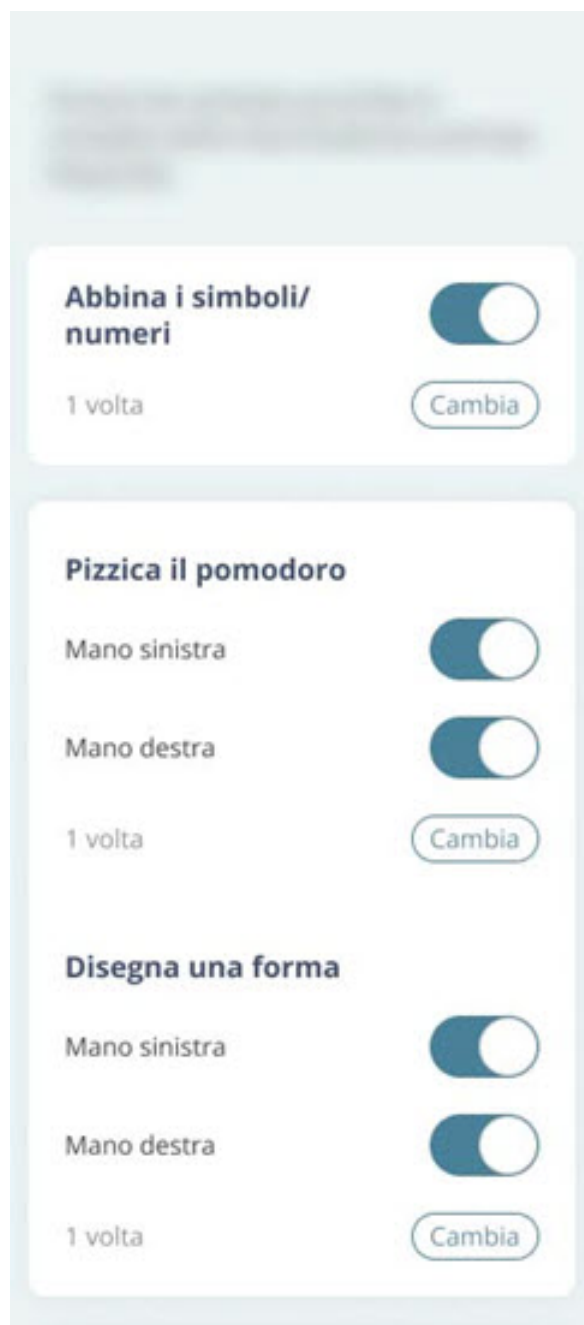 Abbina i simboli/
numeri
1 volta
Cambia
Pizzica il pomodoro
Mano sinistra
Mano destra
1 volta
Cambia
Disegna una forma
Mano sinistra
Mano destra
1 volta
Cambia